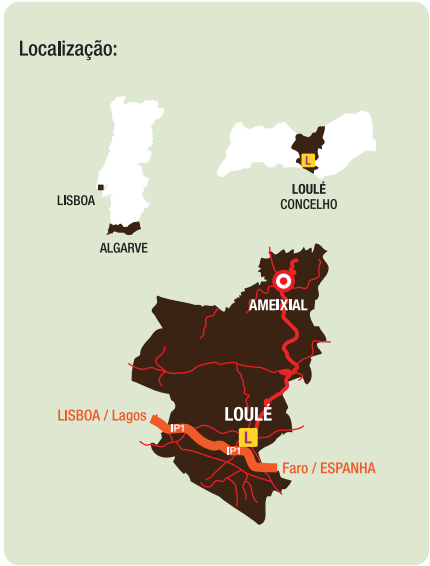 Localização:
LISBOA
ALGARVE
L
LOULÉ
CONCELHO
AMEIXIAL
LISBOA / Lagos
LOULÉ
IP1
L
IP1
Faro / ESPANHA